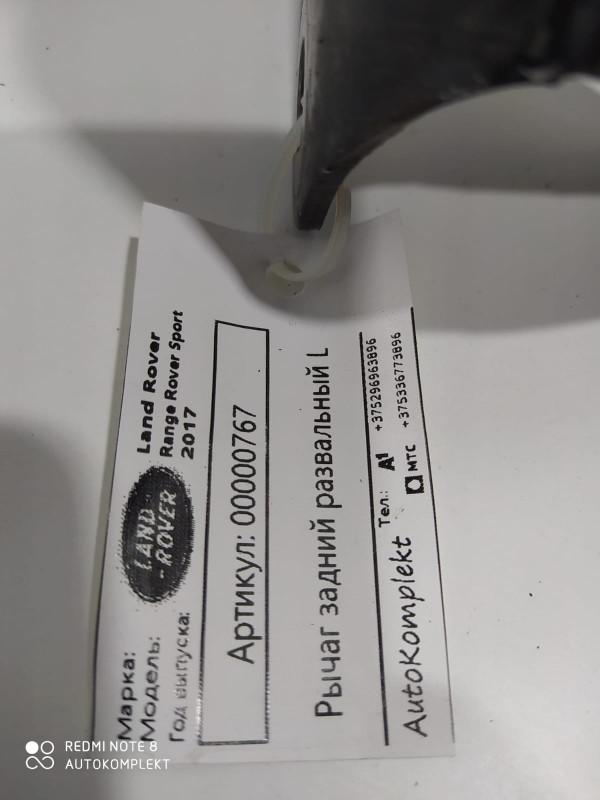 Марка: Land Rover
Модель: Range Rover Sport
Год выпуска: 2017
LAND
-ROVER
Артикул: 00000767
Рычаг задний развальный L
AutoKomplekt
Тел.: A1 +375296963896
МТС +375336773896
REDMI NOTE 8
AUTOKOMPLEKT